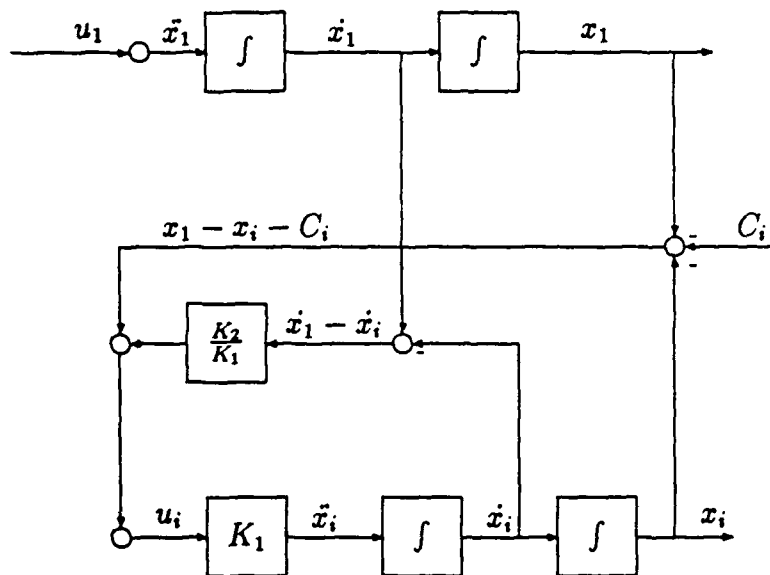 u₁ ẍ₁ ∫ ẋ₁ ∫ x₁
x₁ − xᵢ − Cᵢ - Cᵢ
-
K₂/K₁ ẋ₁ − ẋᵢ -
uᵢ K₁ ẍᵢ ∫ ẋᵢ ∫ xᵢ